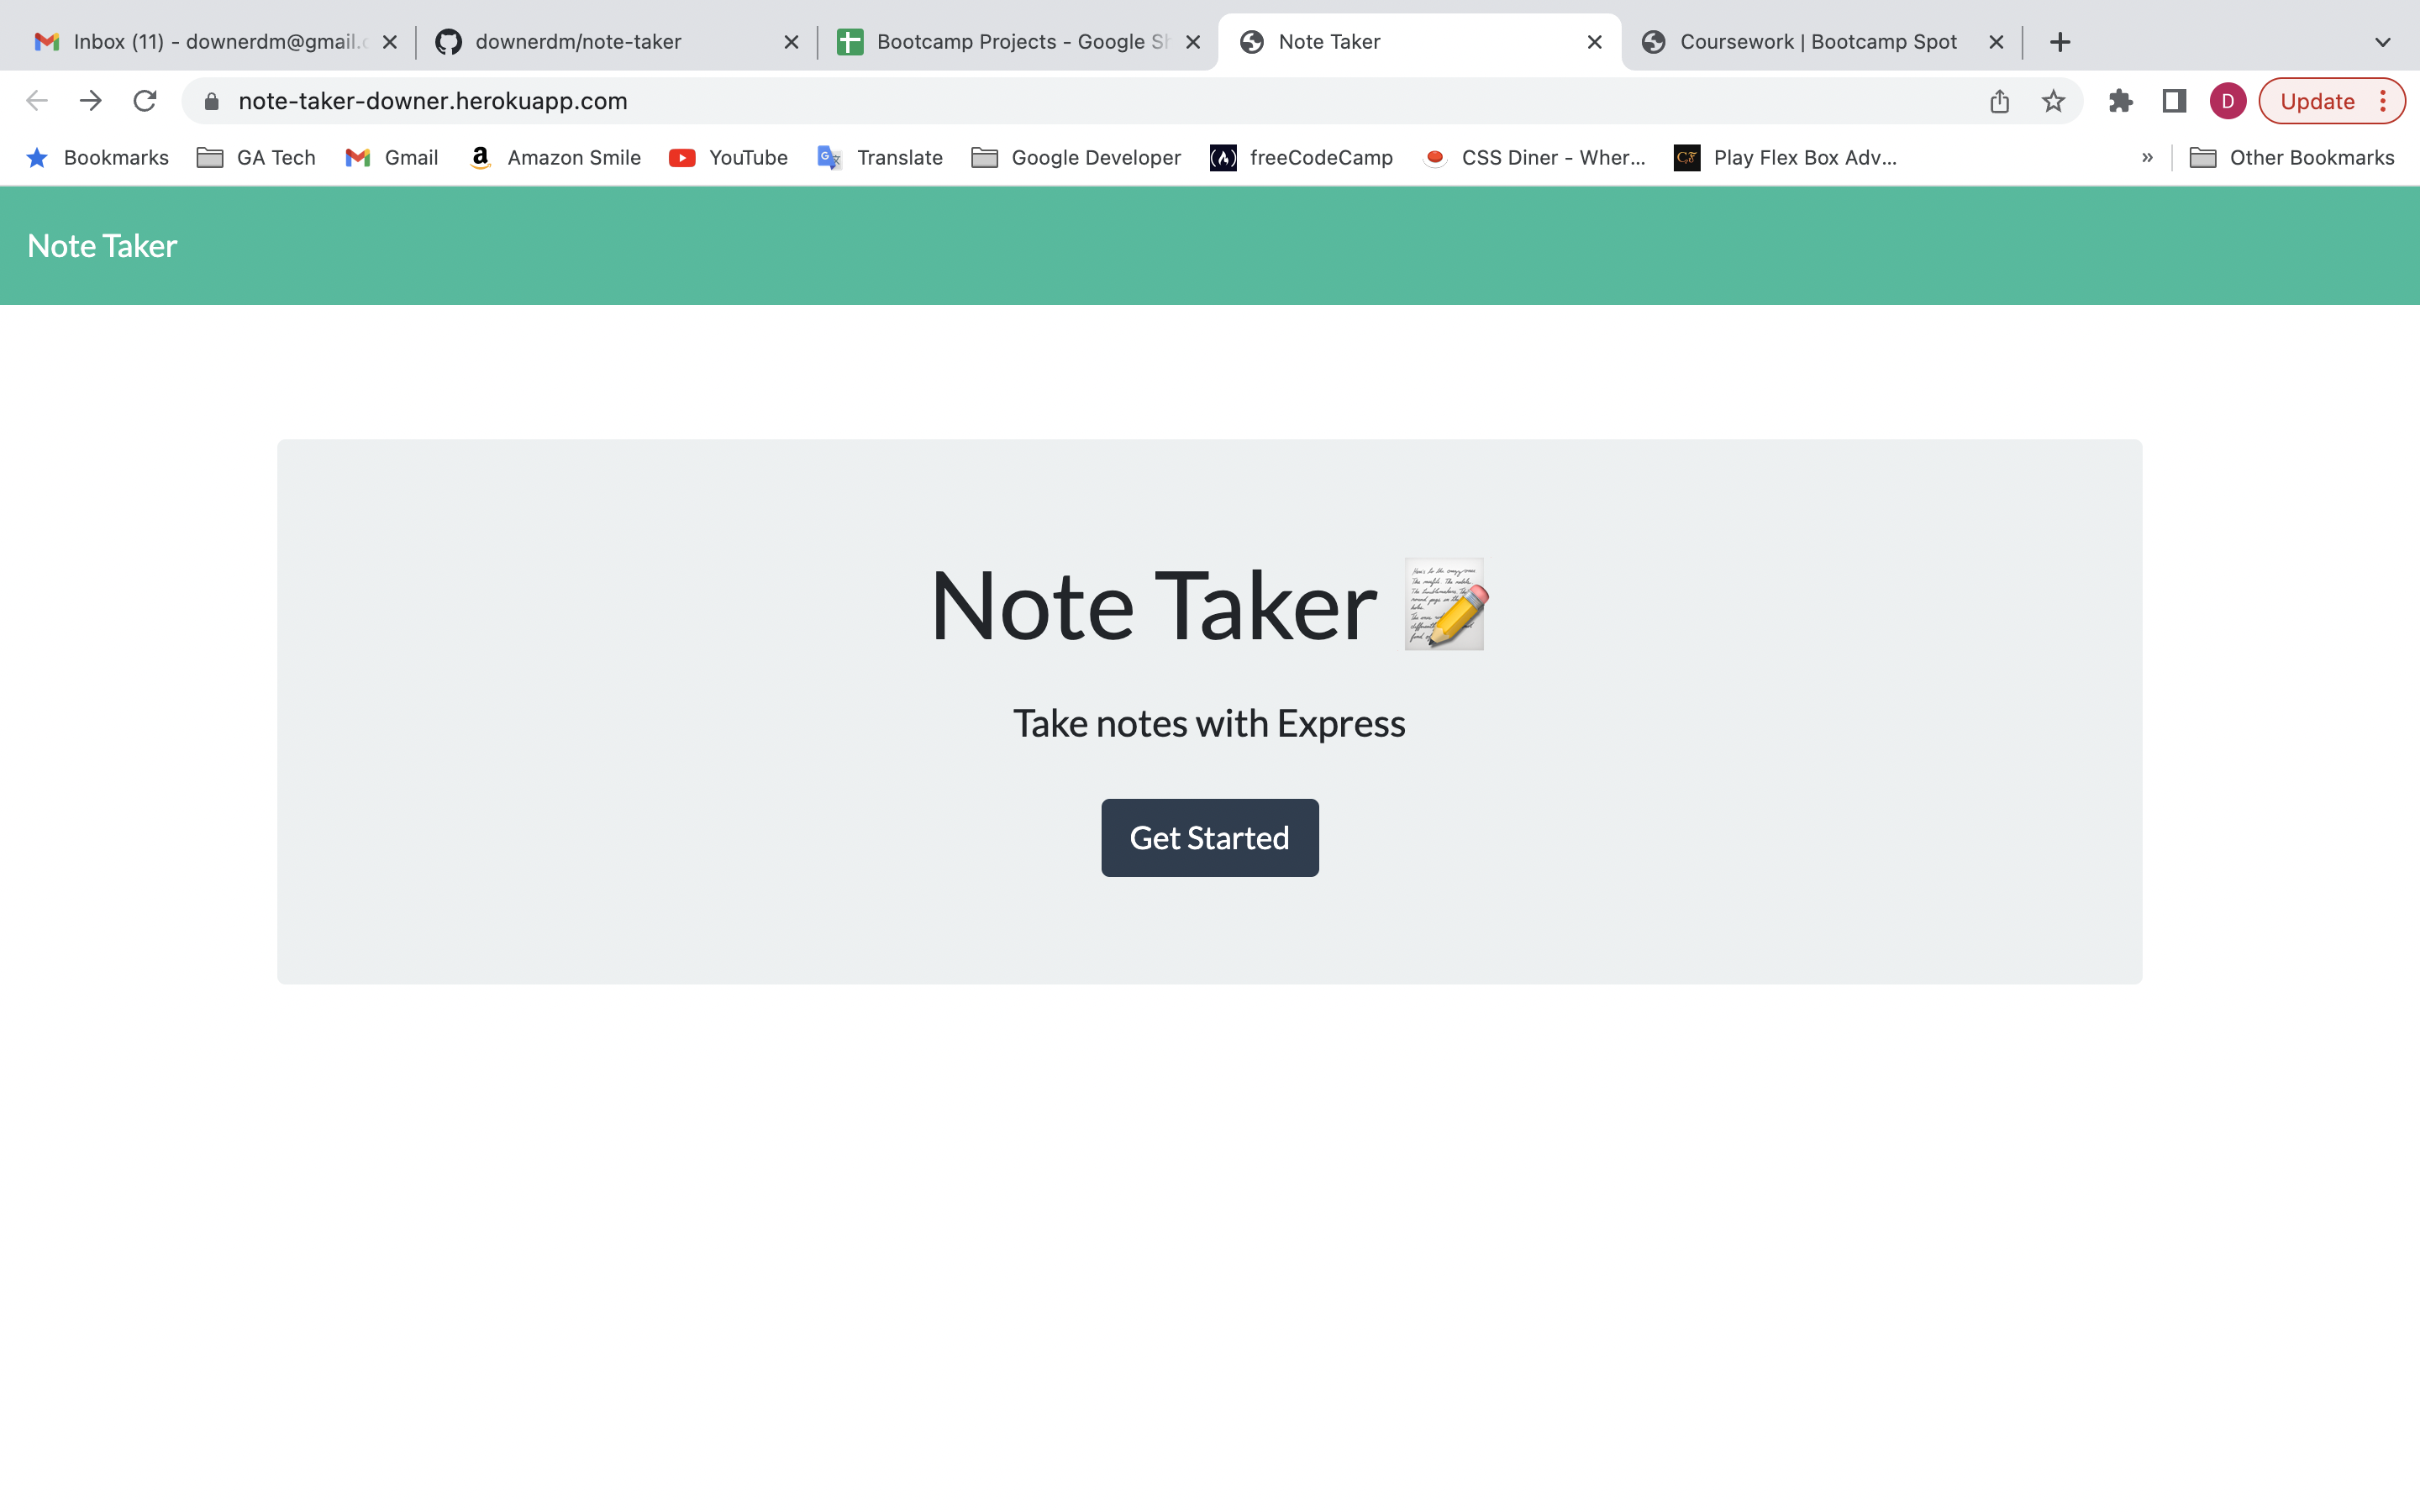 Inbox (11) - downerdm@gmail.
downerdm/note-taker
Bootcamp Projects - Google Sh
Note Taker
Coursework | Bootcamp Spot
note-taker-downer.herokuapp.com
D
Update
Bookmarks
GA Tech
Gmail
Amazon Smile
YouTube
Translate
Google Developer
freeCodeCamp
CSS Diner - Wher...
Play Flex Box Adv...
»
Other Bookmarks
Note Taker
Note Taker
Take notes with Express
Get Started